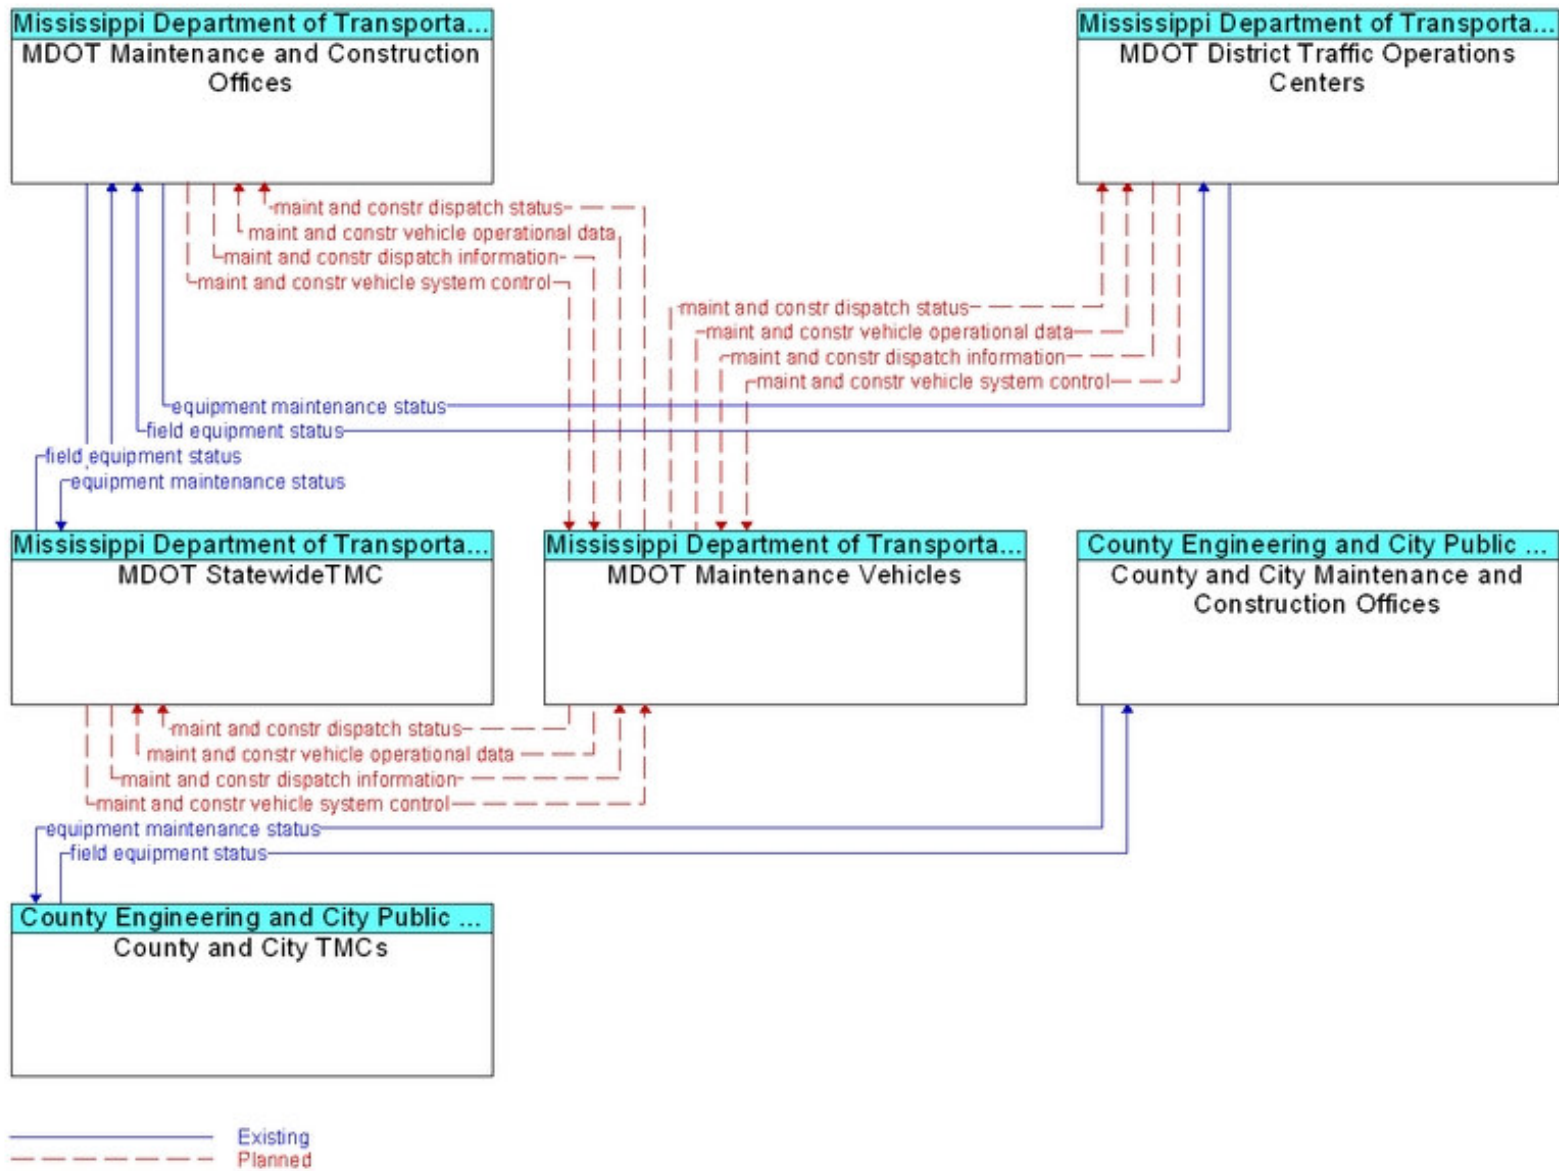 Mississippi Department of Transporta...
MDOT Maintenance and Construction
Offices
Mississippi Department of Transporta...
MDOT District Traffic Operations
Centers
maint and constr dispatch status
maint and constr vehicle operational data
maint and constr dispatch information
maint and constr vehicle system control
maint and constr dispatch status
maint and constr vehicle operational data
maint and constr dispatch information
maint and constr vehicle system control
equipment maintenance status
field equipment status
field equipment status
equipment maintenance status
Mississippi Department of Transporta...
MDOT StatewideTMC
Mississippi Department of Transporta...
MDOT Maintenance Vehicles
County Engineering and City Public ...
County and City Maintenance and
Construction Offices
maint and constr dispatch status
maint and constr vehicle operational data
maint and constr dispatch information
maint and constr vehicle system control
equipment maintenance status
field equipment status
County Engineering and City Public ...
County and City TMCs
Existing
Planned